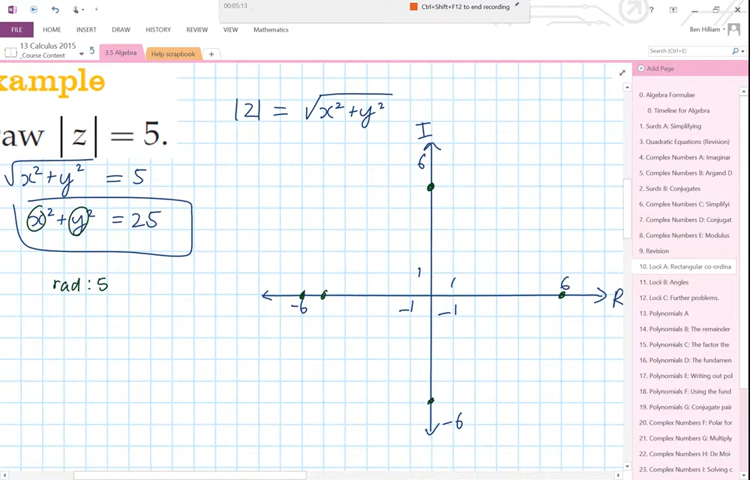 00:05:13
Ctrl+Shift+F12 to end recording
FILE HOME INSERT DRAW HISTORY REVIEW VIEW Mathematics
Ben Hilliam
13 Calculus 2015
_Course Content
5
3.5 Algebra
Help scrapbook
+
Search (Ctrl+E)
Add Page
0. Algebra Formulae
0. Timeline for Algebra
1. Surds A: Simplifying
3. Quadratic Equations (Revision)
4. Complex Numbers A: Imaginar
5. Complex Numbers B: Argand D
2. Surds B: Conjugates
6. Complex Numbers C: Simplifyi
7. Complex Numbers D: Conjugat
8. Complex Numbers E: Modulus
9. Revision
10. Locii A: Rectangular co-ordina
11. Locii B: Angles
12. Locii C: Further problems.
13. Polynomials A
14. Polynomials B: The remainder
15. Polynomials C: The factor the
16. Polynomials D: The fundamen
17. Polynomials E: Writing out pol
18. Polynomials F: Using the fund
19. Polynomials G: Conjugate pair
20. Complex Numbers F: Polar for
21. Complex Numbers G: Multiply
22. Complex Numbers H: De Moi
23. Complex Numbers I: Solving c
xample
raw |z| = 5.
√x² + y² = 5
x² + y² = 25
rad : 5
|z| = √x² + y²
I
6
1 1 6
-6 -1 -1 R
-6